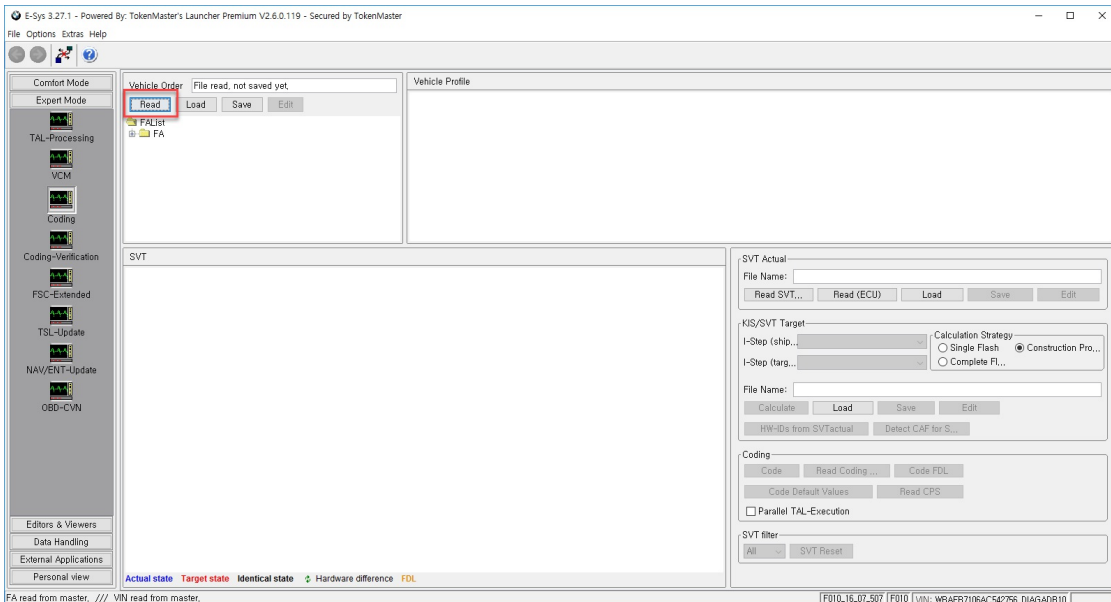 E-Sys 3.27.1 - Powered By: TokenMaster's Launcher Premium V2.6.0.119 - Secured by TokenMaster
File Options Extras Help
Comfort Mode
Expert Mode
TAL-Processing
VCM
Coding
Coding-Verification
FSC-Extended
TSL-Update
NAV/ENT-Update
OBD-CVN
Editors & Viewers
Data Handling
External Applications
Personal view
Vehicle Order File read, not saved yet,
Read Load Save Edit
FAList
FA
Vehicle Profile
SVT
Actual state Target state Identical state Hardware difference FDL
SVT Actual
File Name:
Read SVT... Read (ECU) Load Save Edit
KIS/SVT Target
I-Step (ship...
I-Step (targ...
Calculation Strategy
Single Flash Construction Pro...
Complete Fl...
File Name:
Calculate Load Save Edit
HW-IDs from SVTactual Detect CAF for S...
Coding
Code Read Coding ... Code FDL
Code Default Values Read CPS
Parallel TAL-Execution
SVT filter
All SVT Reset
FA read from master, /// VIN read from master,
F010_16_07_507 F010 VIN: WBAFB7106AC542756_DIAGADR10